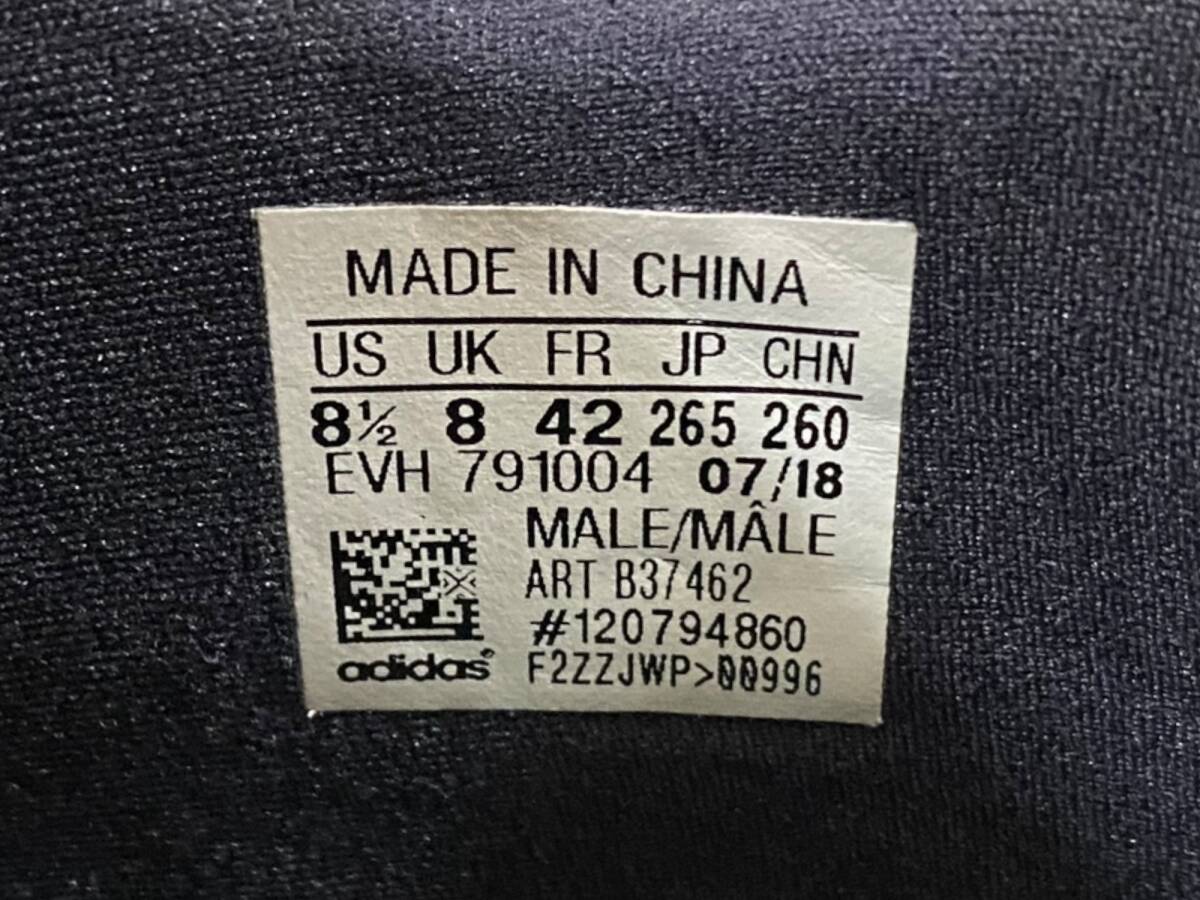 MADE IN CHINA
US UK FR JP CHN
8½ 8 42 265 260
EVH 791004 07/18
MALE/MÂLE
ART B37462
#120794860
adidas® F2ZZJWP>00996